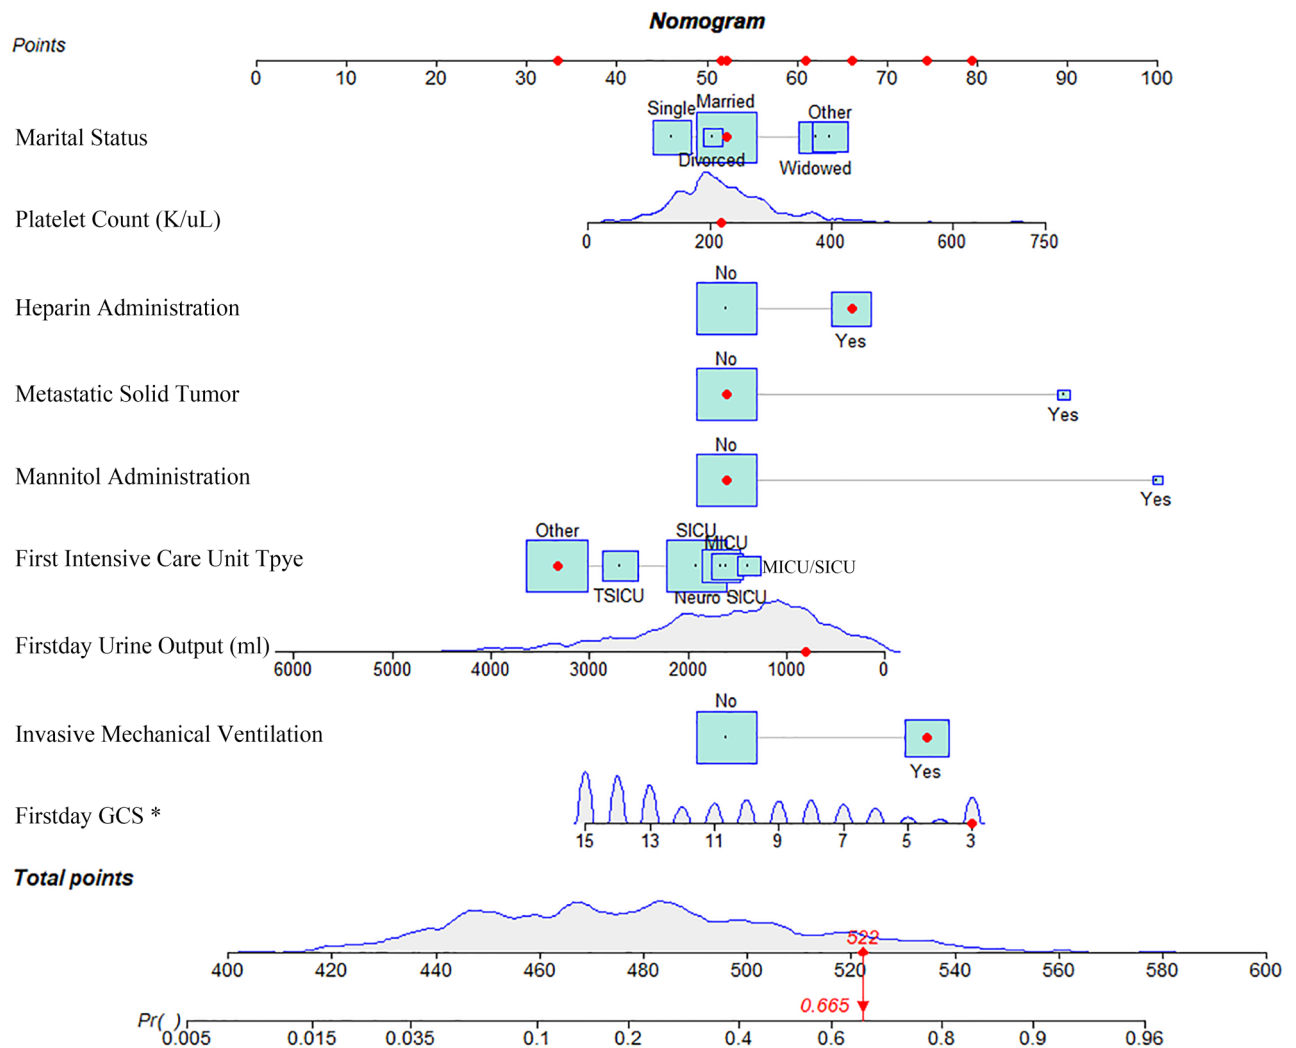 Nomogram
Points
0 10 20 30 40 50 60 70 80 90 100
Single Married Other
Marital Status
Divorced Widowed
Platelet Count (K/uL)
0 200 400 600 750
No
Heparin Administration
Yes
No
Metastatic Solid Tumor
Yes
No
Mannitol Administration
Yes
Other SICU
MICU
First Intensive Care Unit Tpye
MICU/SICU
TSICU Neuro SICU
Firstday Urine Output (ml)
6000 5000 4000 3000 2000 1000 0
No
Invasive Mechanical Ventilation
Yes
Firstday GCS *
15 13 11 9 7 5 3
Total points
522
400 420 440 460 480 500 520 540 560 580 600
0.665
Pr( )
0.005 0.015 0.035 0.1 0.2 0.4 0.6 0.8 0.9 0.96